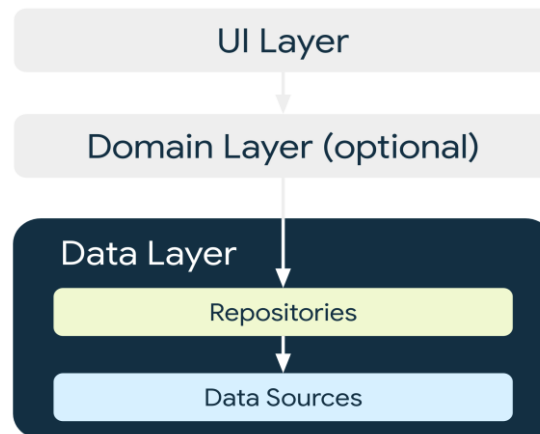 UI Layer
Domain Layer (optional)
Data Layer
Repositories
Data Sources